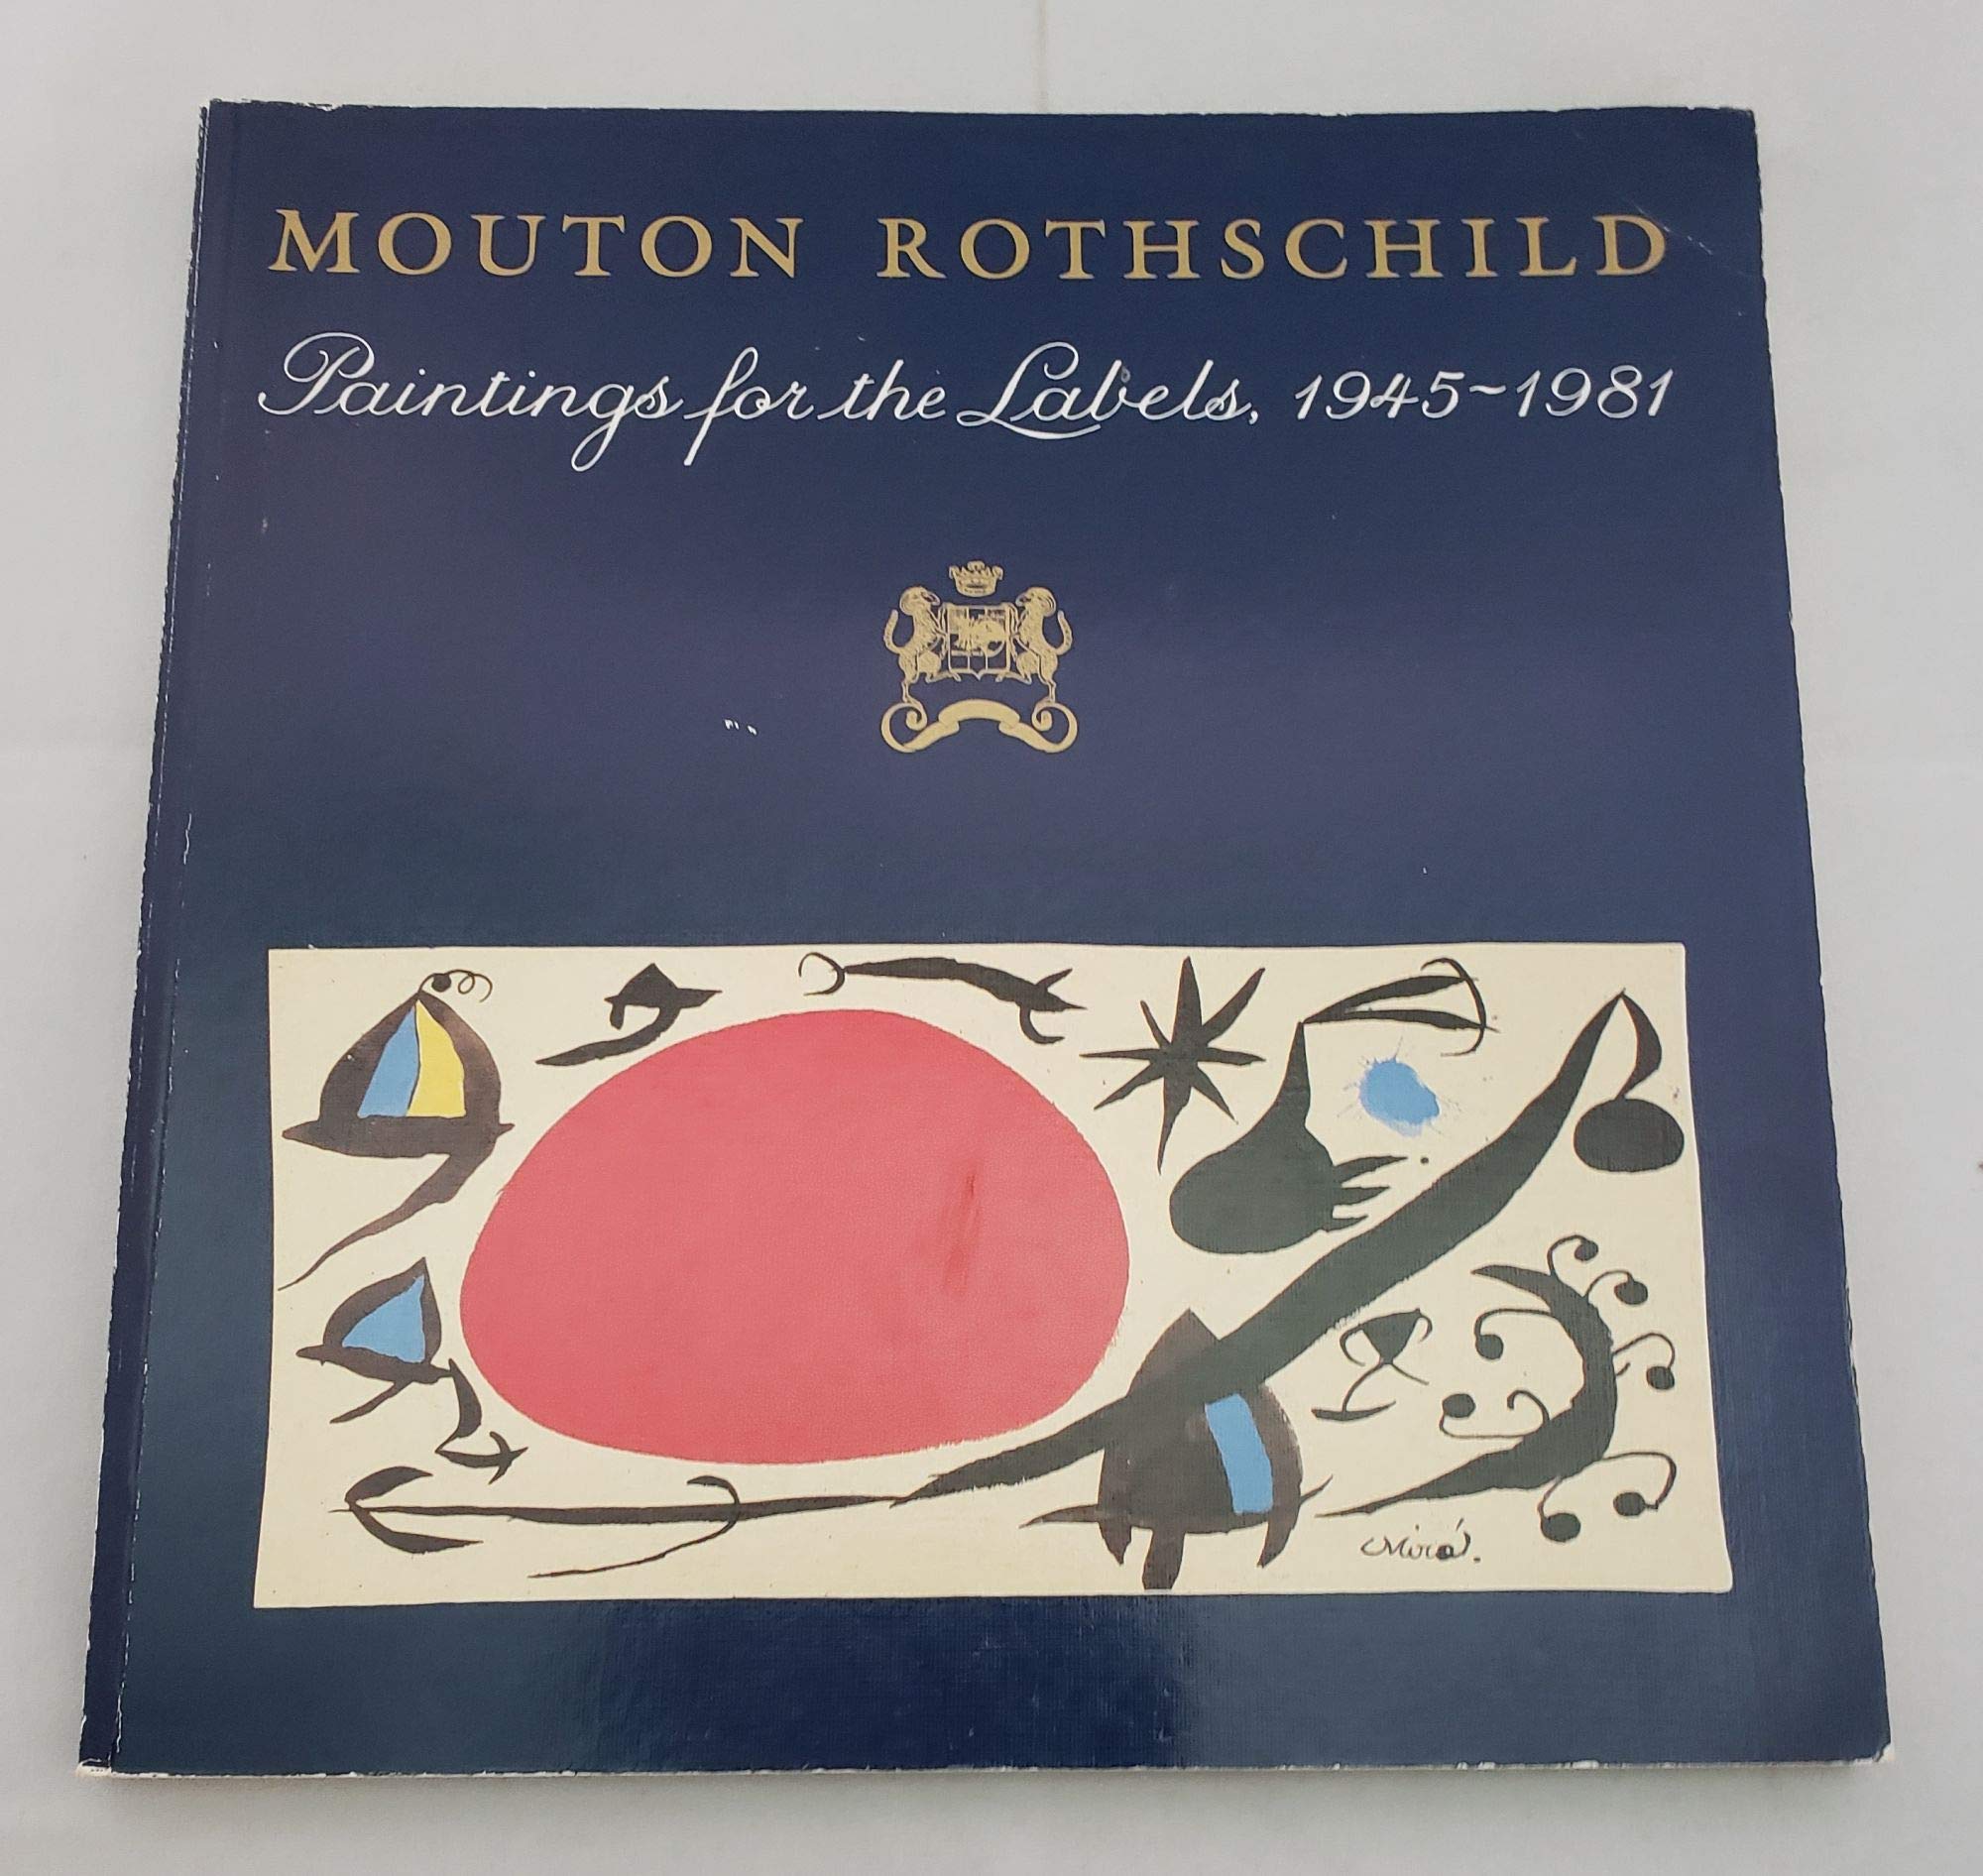 MOUTON ROTHSCHILD
Paintings for the Labels, 1945~1981
Miró.